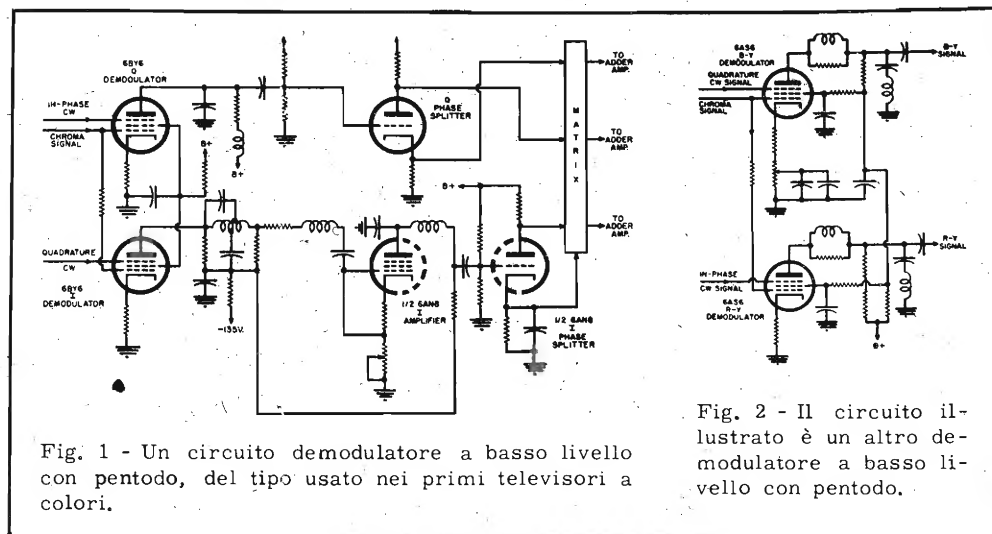 6BY6
Q
DEMODULATOR
IN-PHASE
CW
CHROMA
SIGNAL
B+
B+
QUADRATURE
CW
6BY6
I
DEMODULATOR
-135V.
Q
PHASE
SPLITTER
B+
1/2 6AN8
I
AMPLIFIER
1/2 6AN8
I PHASE
SPLITTER
MATRIX
TO
ADDER
AMP.
TO
ADDER
AMP.
TO
ADDER
AMP.
Fig. 1 - Un circuito demodulatore a basso livello
con pentodo, del tipo usato nei primi televisori a
colori.
6AS6
B-Y
DEMODULATOR
QUADRATURE
CW SIGNAL
CHROMA
SIGNAL
B-Y
SIGNAL
R-Y
SIGNAL
IN-PHASE
CW SIGNAL
6AS6
R-Y
DEMODULATOR
B+
Fig. 2 - Il circuito il-
lustrato è un altro de-
modulatore a basso li-
vello con pentodo.